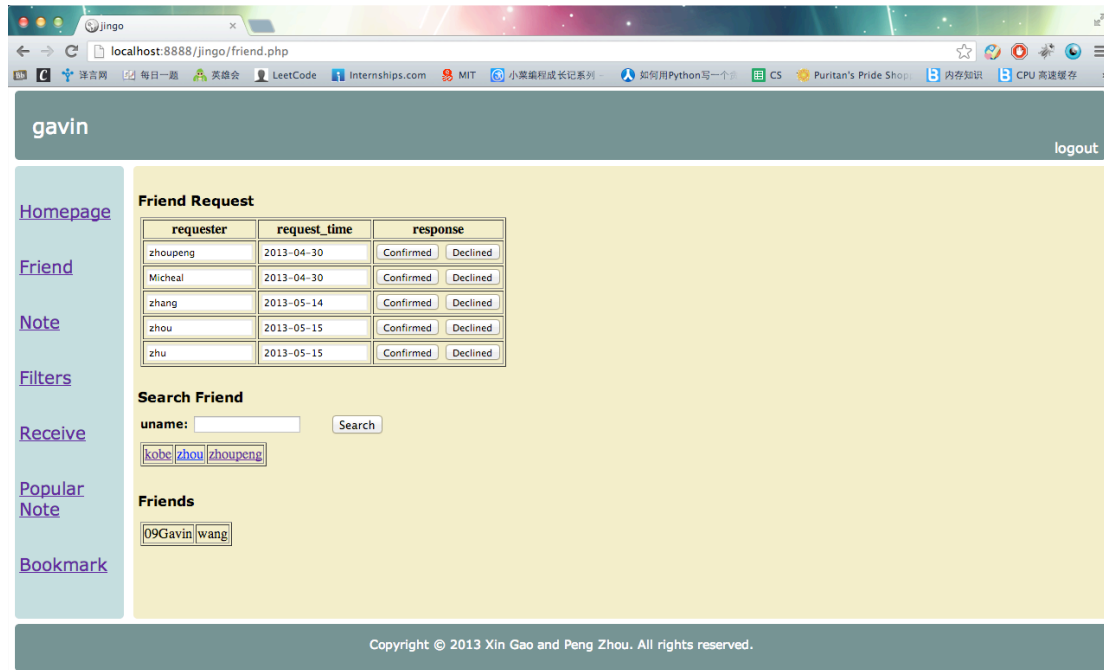 jingo
localhost:8888/jingo/friend.php
译言网 每日一题 英雄会 LeetCode Internships.com MIT 小菜编程成长记系列 - 如何用Python写一个 CS Puritan's Pride Shop 内存知识 CPU 高速缓存
gavin
logout
Homepage
Friend
Note
Filters
Receive
Popular
Note
Bookmark
Friend Request
requester request_time response
zhoupeng 2013-04-30 Confirmed Declined
Micheal 2013-04-30 Confirmed Declined
zhang 2013-05-14 Confirmed Declined
zhou 2013-05-15 Confirmed Declined
zhu 2013-05-15 Confirmed Declined
Search Friend
uname: Search
kobe zhou zhoupeng
Friends
09Gavin wang
Copyright © 2013 Xin Gao and Peng Zhou. All rights reserved.